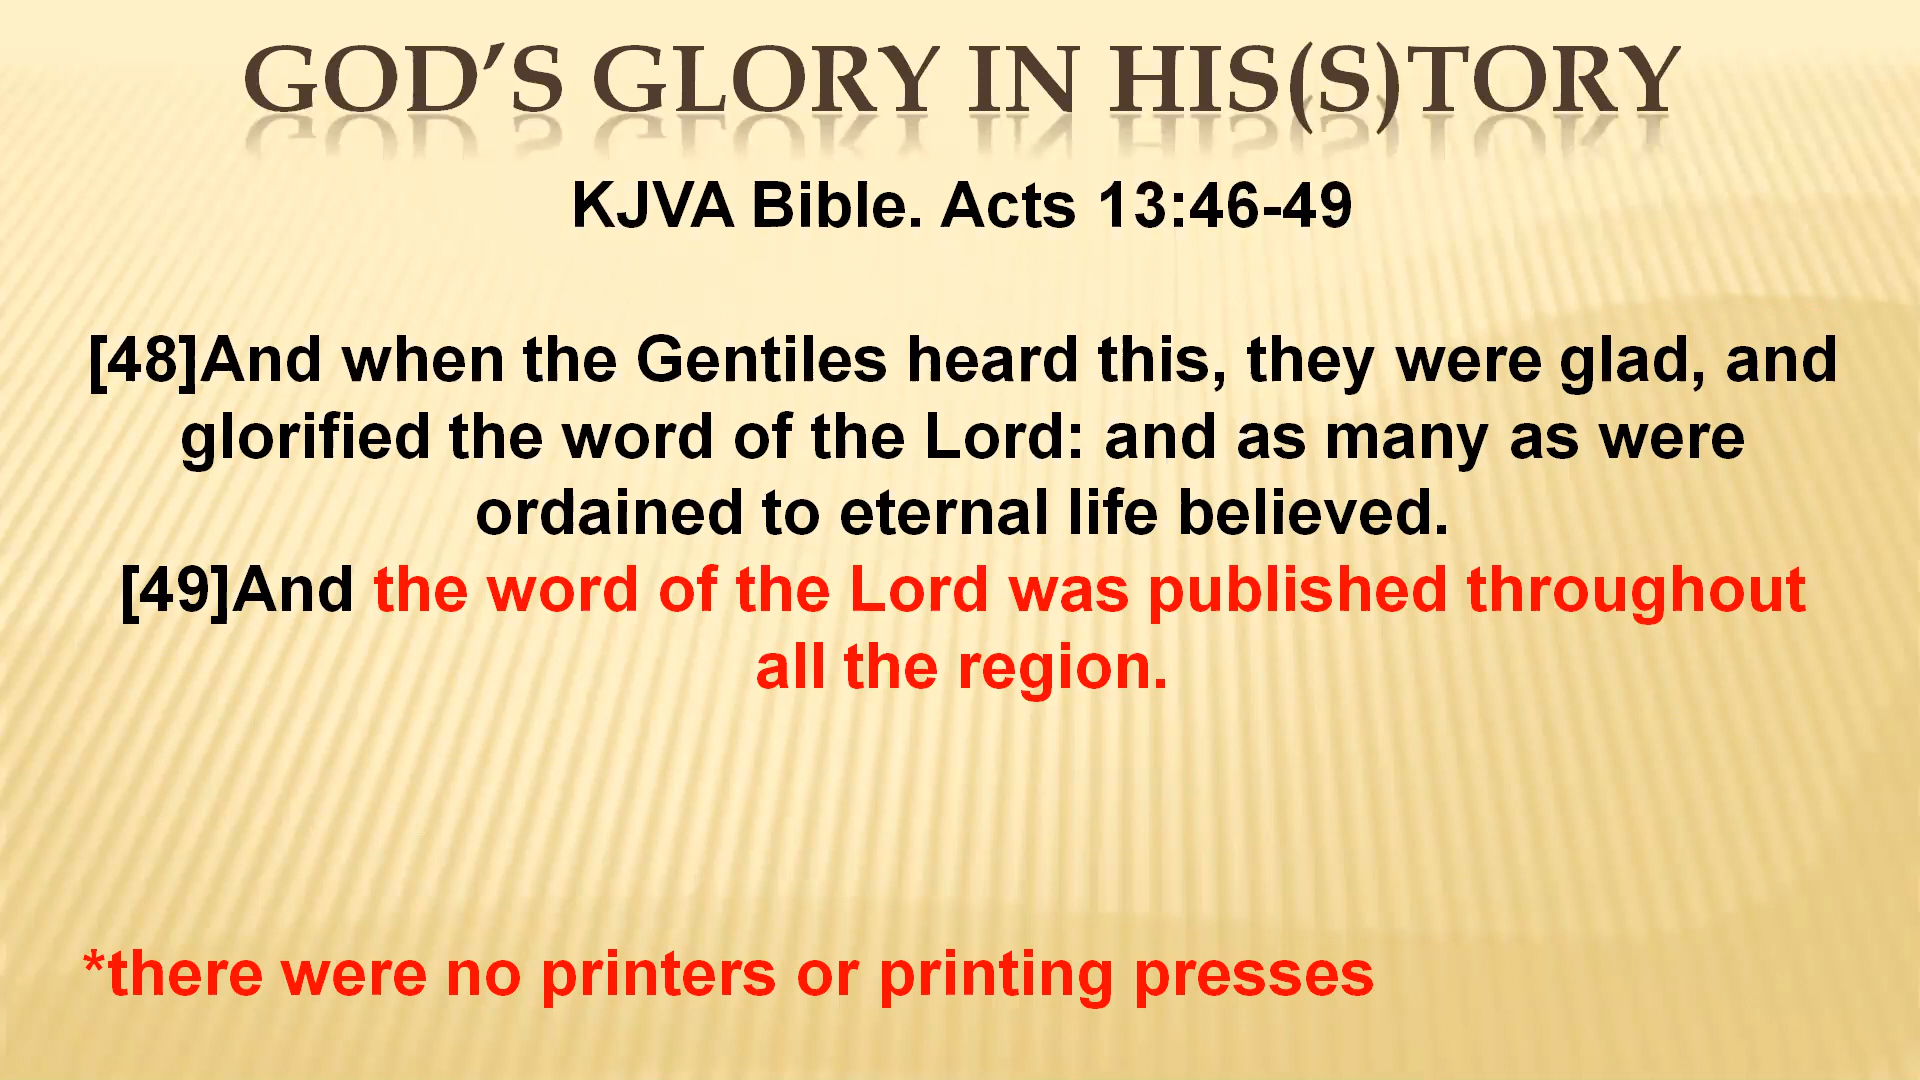 GOD’S GLORY IN HIS(S)TORY
KJVA Bible. Acts 13:46-49
[48]And when the Gentiles heard this, they were glad, and
glorified the word of the Lord: and as many as were
ordained to eternal life believed.
[49]And the word of the Lord was published throughout
all the region.
*there were no printers or printing presses